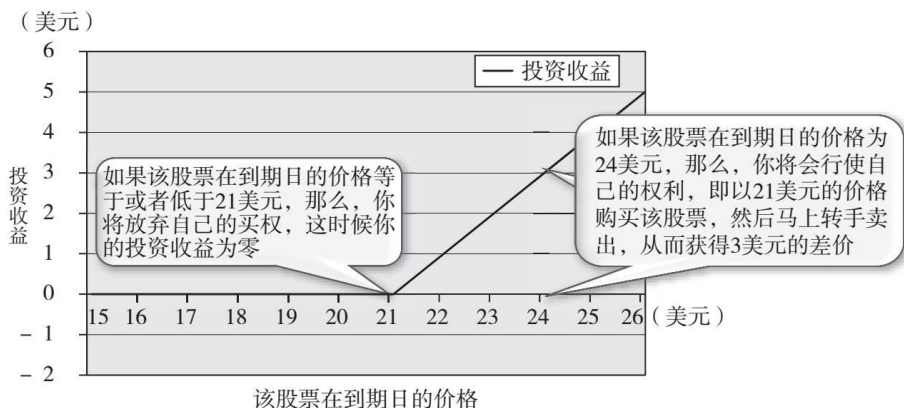 （美元）
6
5
4
3
2
1
0
－1
－2
投资收益
投资收益
如果该股票在到期日的价格等
于或者低于21美元，那么，你
将放弃自己的买权，这时候你
的投资收益为零
如果该股票在到期日的价格为
24美元，那么，你将会行使自
己的权利，即以21美元的价格
购买该股票，然后马上转手卖
出，从而获得3美元的差价
15 16 17 18 19 20 21 22 23 24 25 26（美元）
该股票在到期日的价格